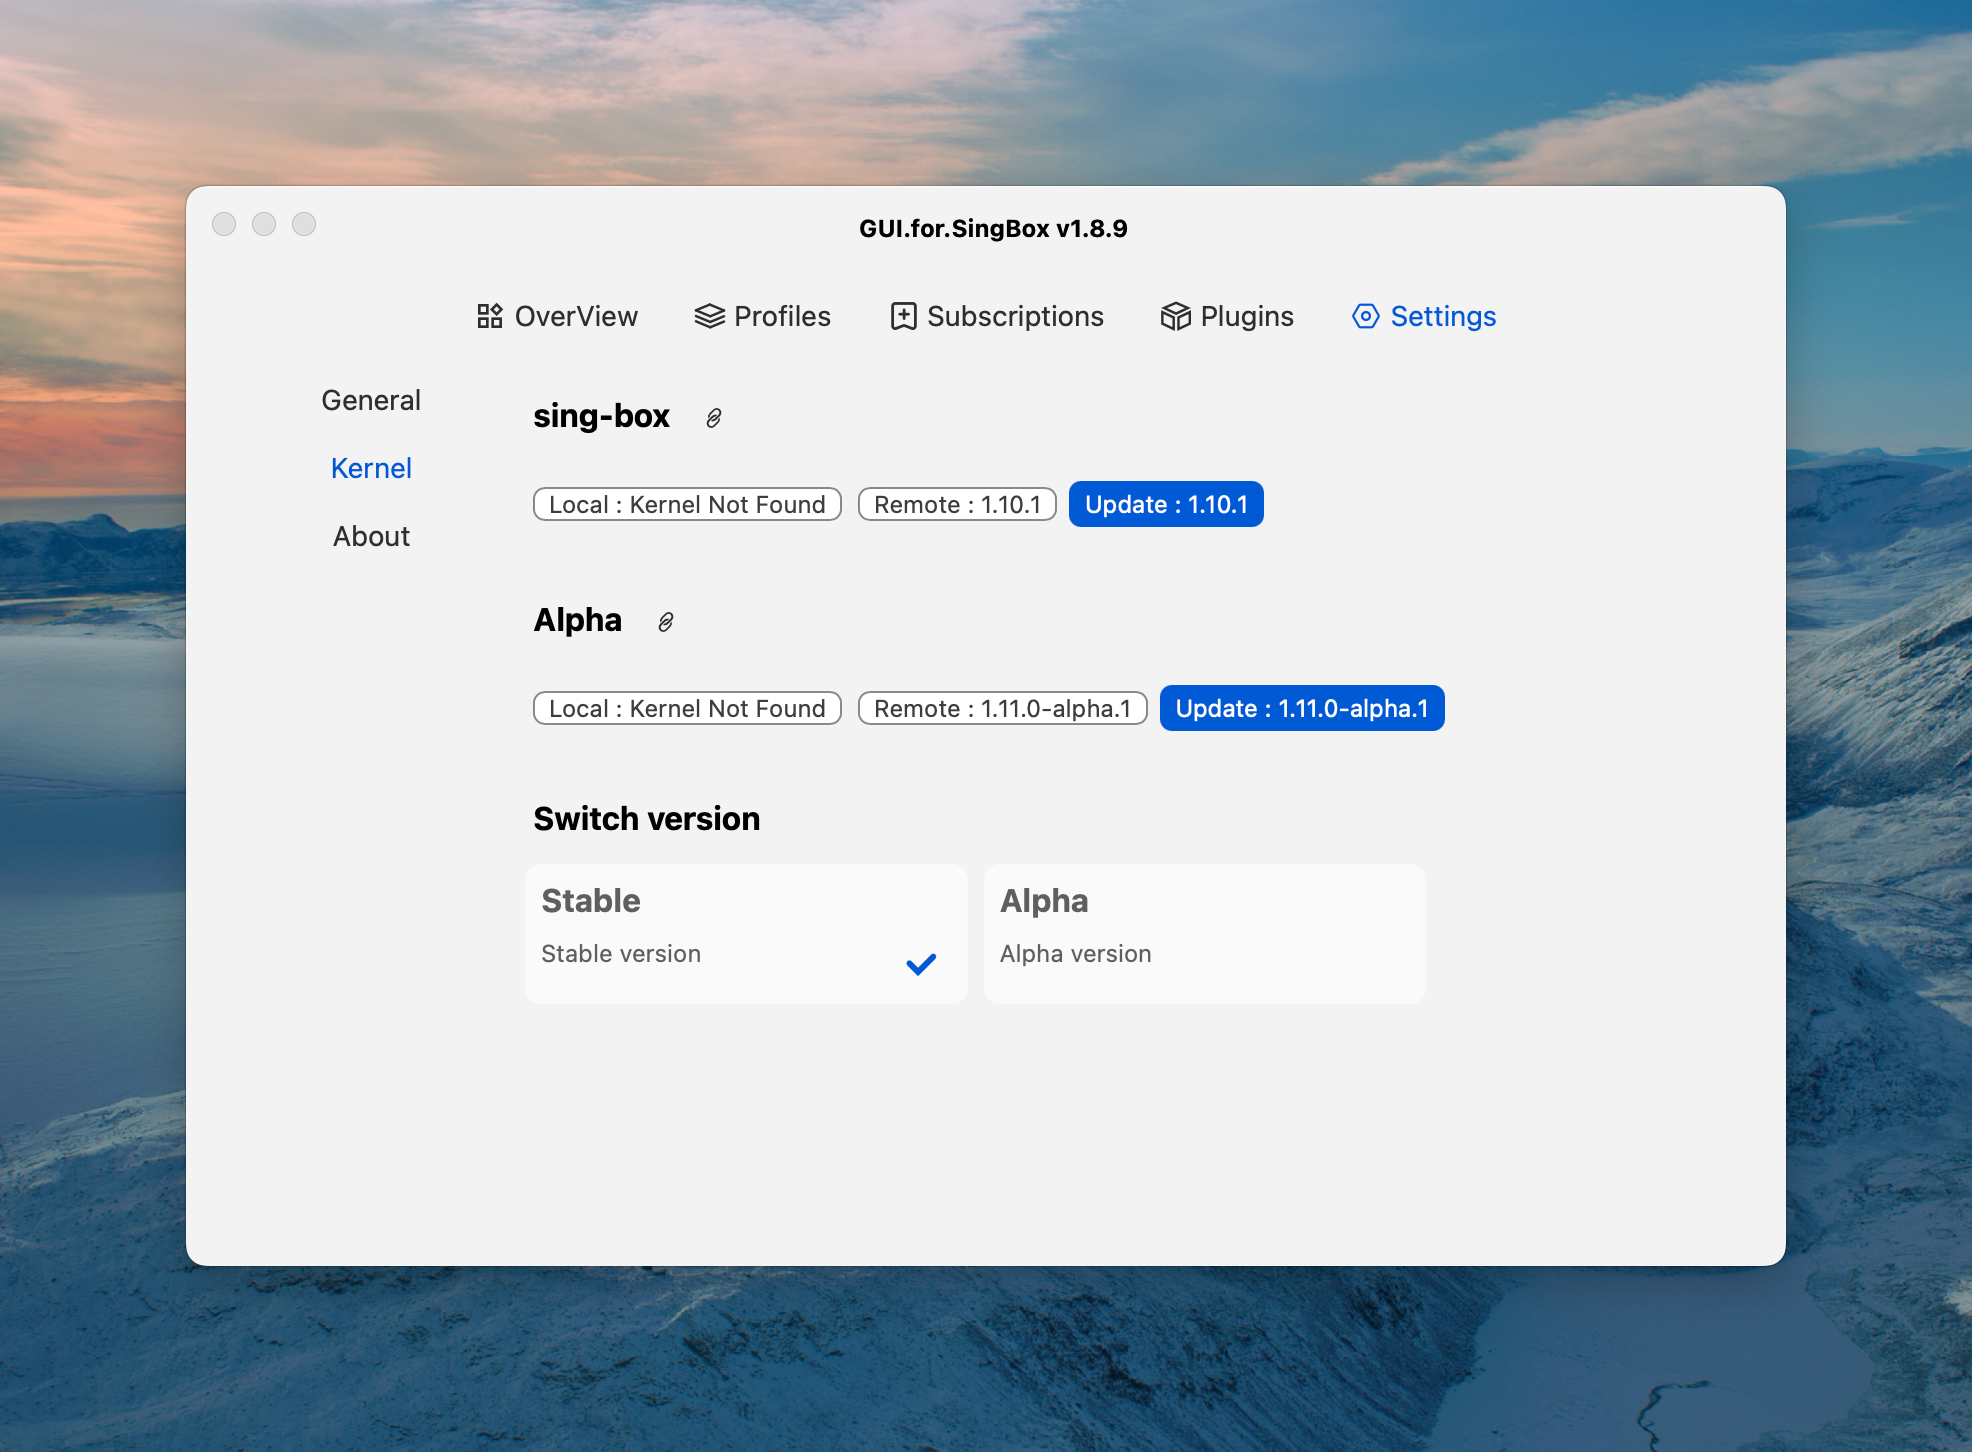 GUI.for.SingBox v1.8.9
OverView Profiles Subscriptions Plugins Settings
General
Kernel
About
sing-box
Local : Kernel Not Found Remote : 1.10.1 Update : 1.10.1
Alpha
Local : Kernel Not Found Remote : 1.11.0-alpha.1 Update : 1.11.0-alpha.1
Switch version
Stable
Stable version
Alpha
Alpha version